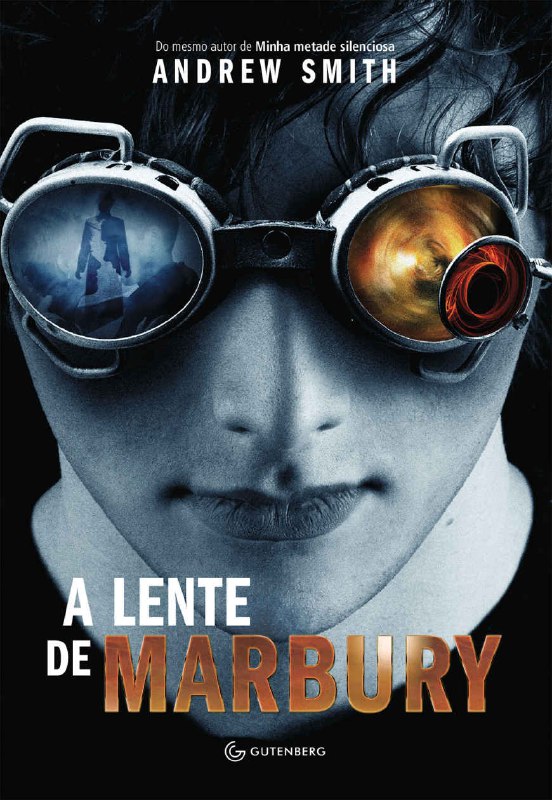 Do mesmo autor de Minha metade silenciosa
ANDREW SMITH
A LENTE
DE MARBURY
GUTENBERG